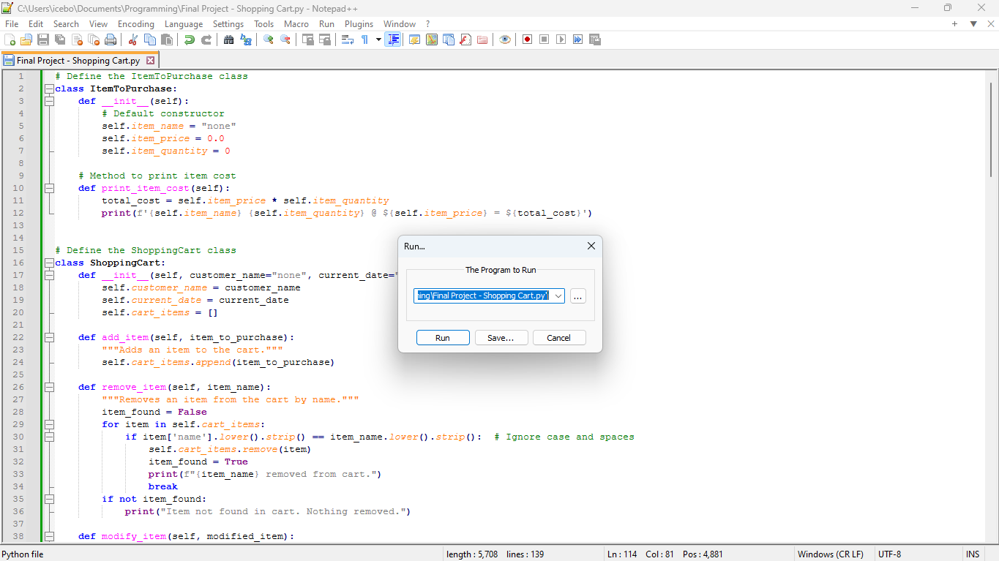 C:\Users\icebo\Documents\Programming\Final Project - Shopping Cart.py - Notepad++
File Edit Search View Encoding Language Settings Tools Macro Run Plugins Window ?
Final Project - Shopping Cart.py
1 # Define the ItemToPurchase class
2 class ItemToPurchase:
3 def __init__(self):
4 # Default constructor
5 self.item_name = "none"
6 self.item_price = 0.0
7 self.item_quantity = 0
8
9 # Method to print item cost
10 def print_item_cost(self):
11 total_cost = self.item_price * self.item_quantity
12 print(f'{self.item_name} {self.item_quantity} @ ${self.item_price} = ${total_cost}')
13
14
15 # Define the ShoppingCart class
16 class ShoppingCart:
17 def __init__(self, customer_name="none", current_date="
18 self.customer_name = customer_name
19 self.current_date = current_date
20 self.cart_items = []
21
22 def add_item(self, item_to_purchase):
23 """Adds an item to the cart."""
24 self.cart_items.append(item_to_purchase)
25
26 def remove_item(self, item_name):
27 """Removes an item from the cart by name."""
28 item_found = False
29 for item in self.cart_items:
30 if item['name'].lower().strip() == item_name.lower().strip(): # Ignore case and spaces
31 self.cart_items.remove(item)
32 item_found = True
33 print(f"{item_name} removed from cart.")
34 break
35 if not item_found:
36 print("Item not found in cart. Nothing removed.")
37
38 def modify_item(self, modified_item):
Run...
The Program to Run
ing\Final Project - Shopping Cart.py"
...
Run Save... Cancel
Python file length : 5,708 lines : 139 Ln : 114 Col : 81 Pos : 4,881 Windows (CR LF) UTF-8 INS